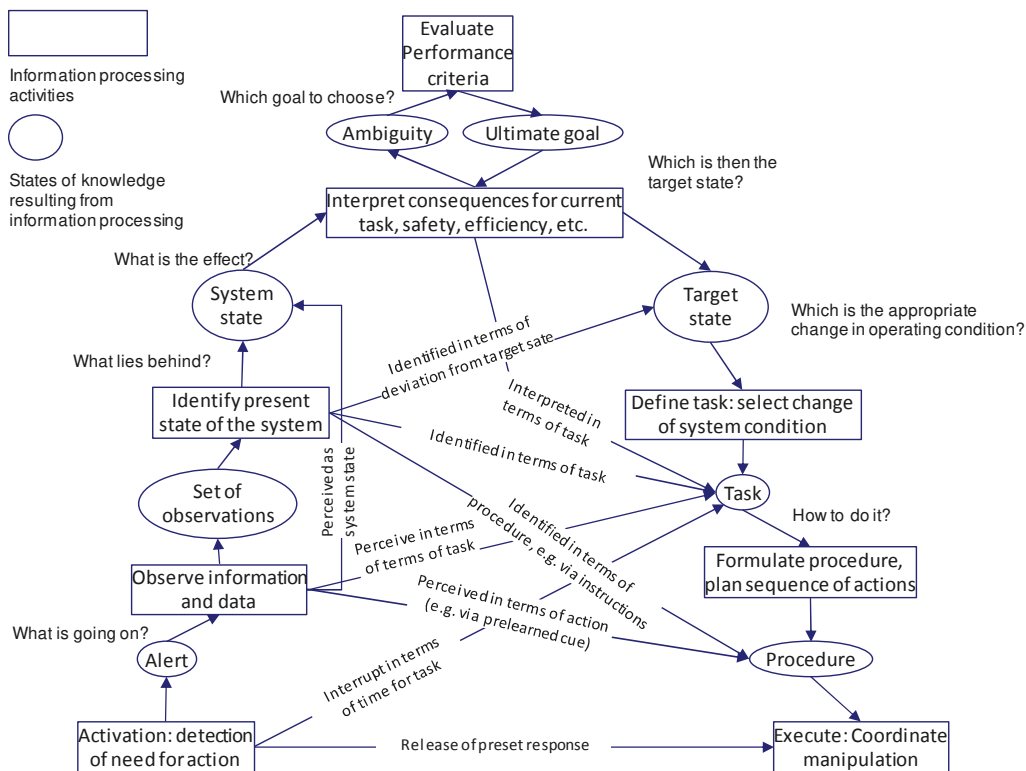 Information processing
activities
States of knowledge
resulting from
information processing
Evaluate
Performance
criteria
Which goal to choose?
Ambiguity
Ultimate goal
Which is then the
target state?
Interpret consequences for current
task, safety, efficiency, etc.
What is the effect?
System
state
Target
state
Which is the appropriate
change in operating condition?
What lies behind?
Identified in terms of
deviation from target sate
Identify present
state of the system
Interpreted in
terms of task
Define task: select change
of system condition
Identified in terms of task
Perceived as
system state
Set of
observations
Task
How to do it?
Identified in terms of
procedure, e.g. via instructions
Perceive in terms
of terms of task
Observe information
and data
Formulate procedure,
plan sequence of actions
Perceived in terms of action
(e.g. via prelearned cue)
What is going on?
Alert
Procedure
Interrupt in terms
of time for task
Activation: detection
of need for action
Release of preset response
Execute: Coordinate
manipulation